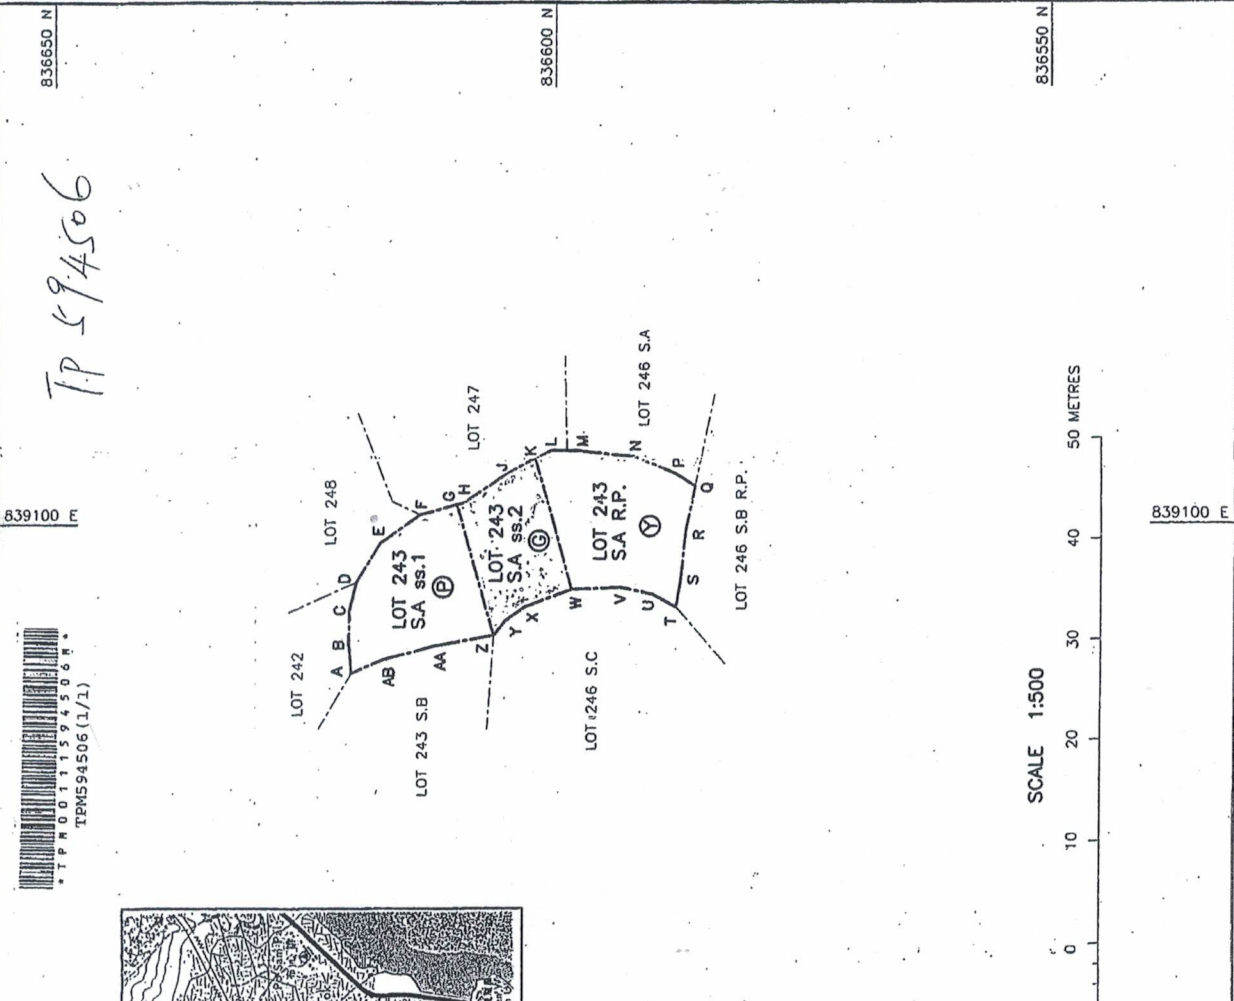 836650 N
836600 N
836550 N
T.P 594506
839100 E
839100 E
*TPM00111594506M*
TPM594506(1/1)
LOT 248
LOT 247
LOT 246 S.A
LOT 242
LOT 243 S.B
LOT 246 S.C
LOT 246 S.B R.P.
LOT 243
S.A ss.1
P
LOT 243
S.A ss.2
G
LOT 243
S.A R.P.
Y
A
B
C
D
E
F
G
H
J
K
L
M
N
P
Q
R
S
T
U
V
W
X
Y
Z
AA
AB
SCALE 1:500
0
10
20
30
40
50 METRES